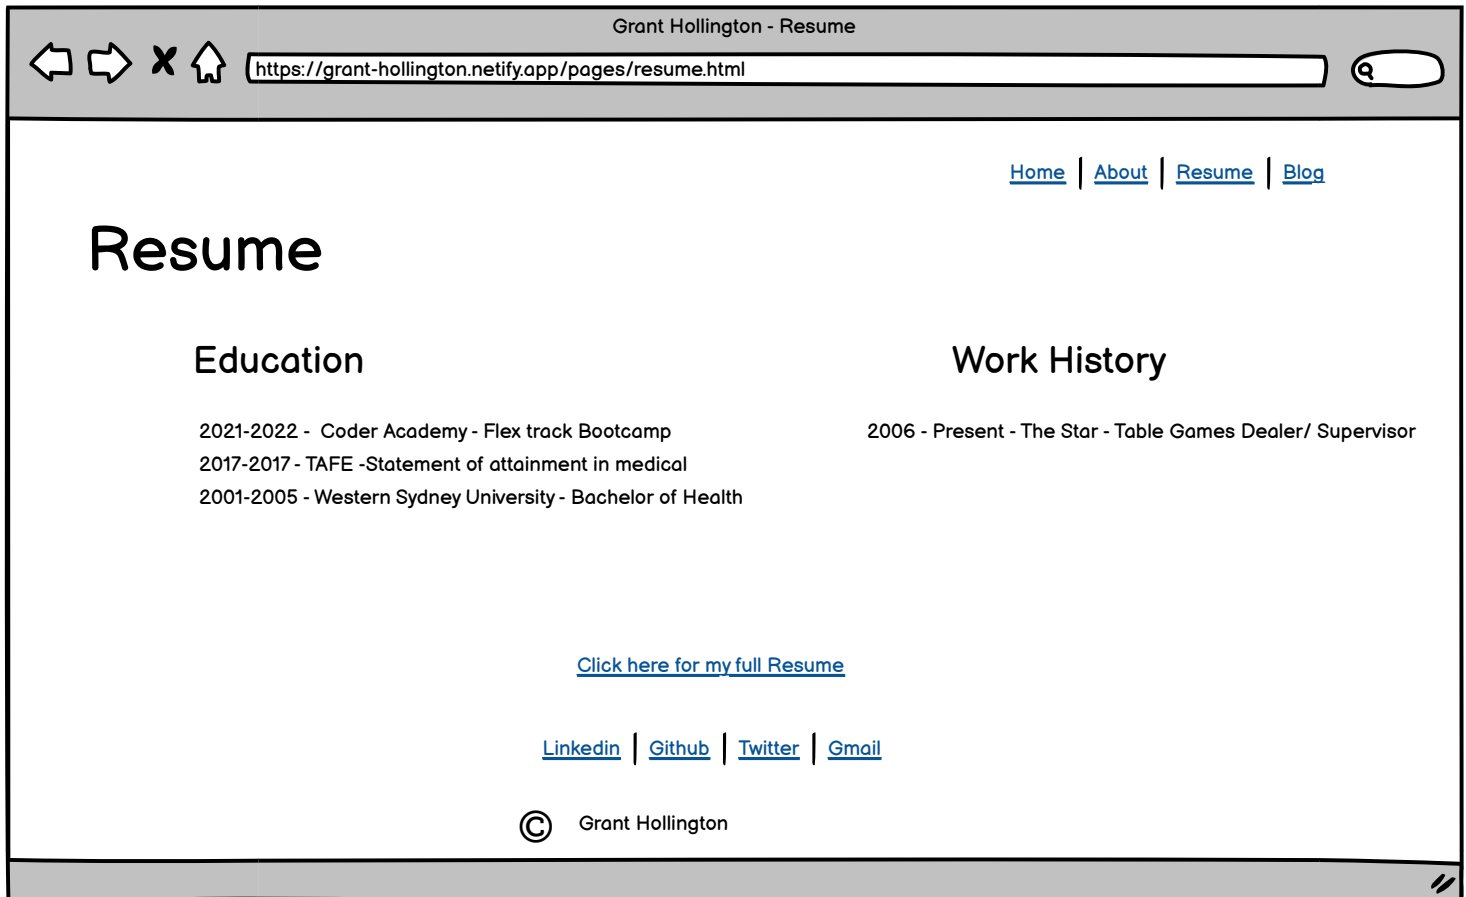 Grant Hollington - Resume
https://grant-hollington.netify.app/pages/resume.html
Home | About | Resume | Blog
Resume
Education
Work History
2021-2022 - Coder Academy - Flex track Bootcamp
2006 - Present - The Star - Table Games Dealer/ Supervisor
2017-2017 - TAFE -Statement of attainment in medical
2001-2005 - Western Sydney University - Bachelor of Health
Click here for my full Resume
Linkedin | Github | Twitter | Gmail
© Grant Hollington